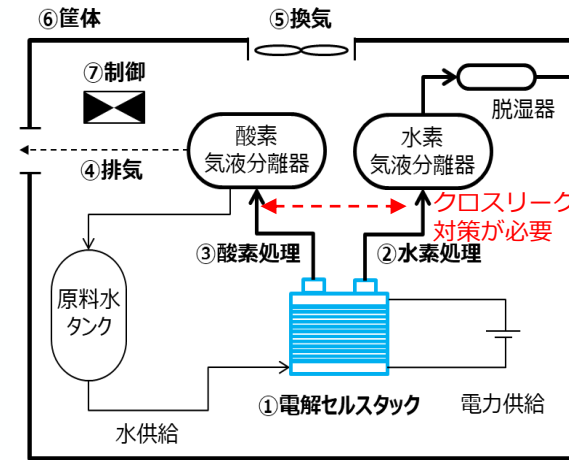 ⑥筐体
⑤換気
⑦制御
脱湿器
酸素
気液分離器
水素
気液分離器
④排気
クロスリーク
対策が必要
③酸素処理
②水素処理
原料水
タンク
①電解セルスタック
電力供給
水供給